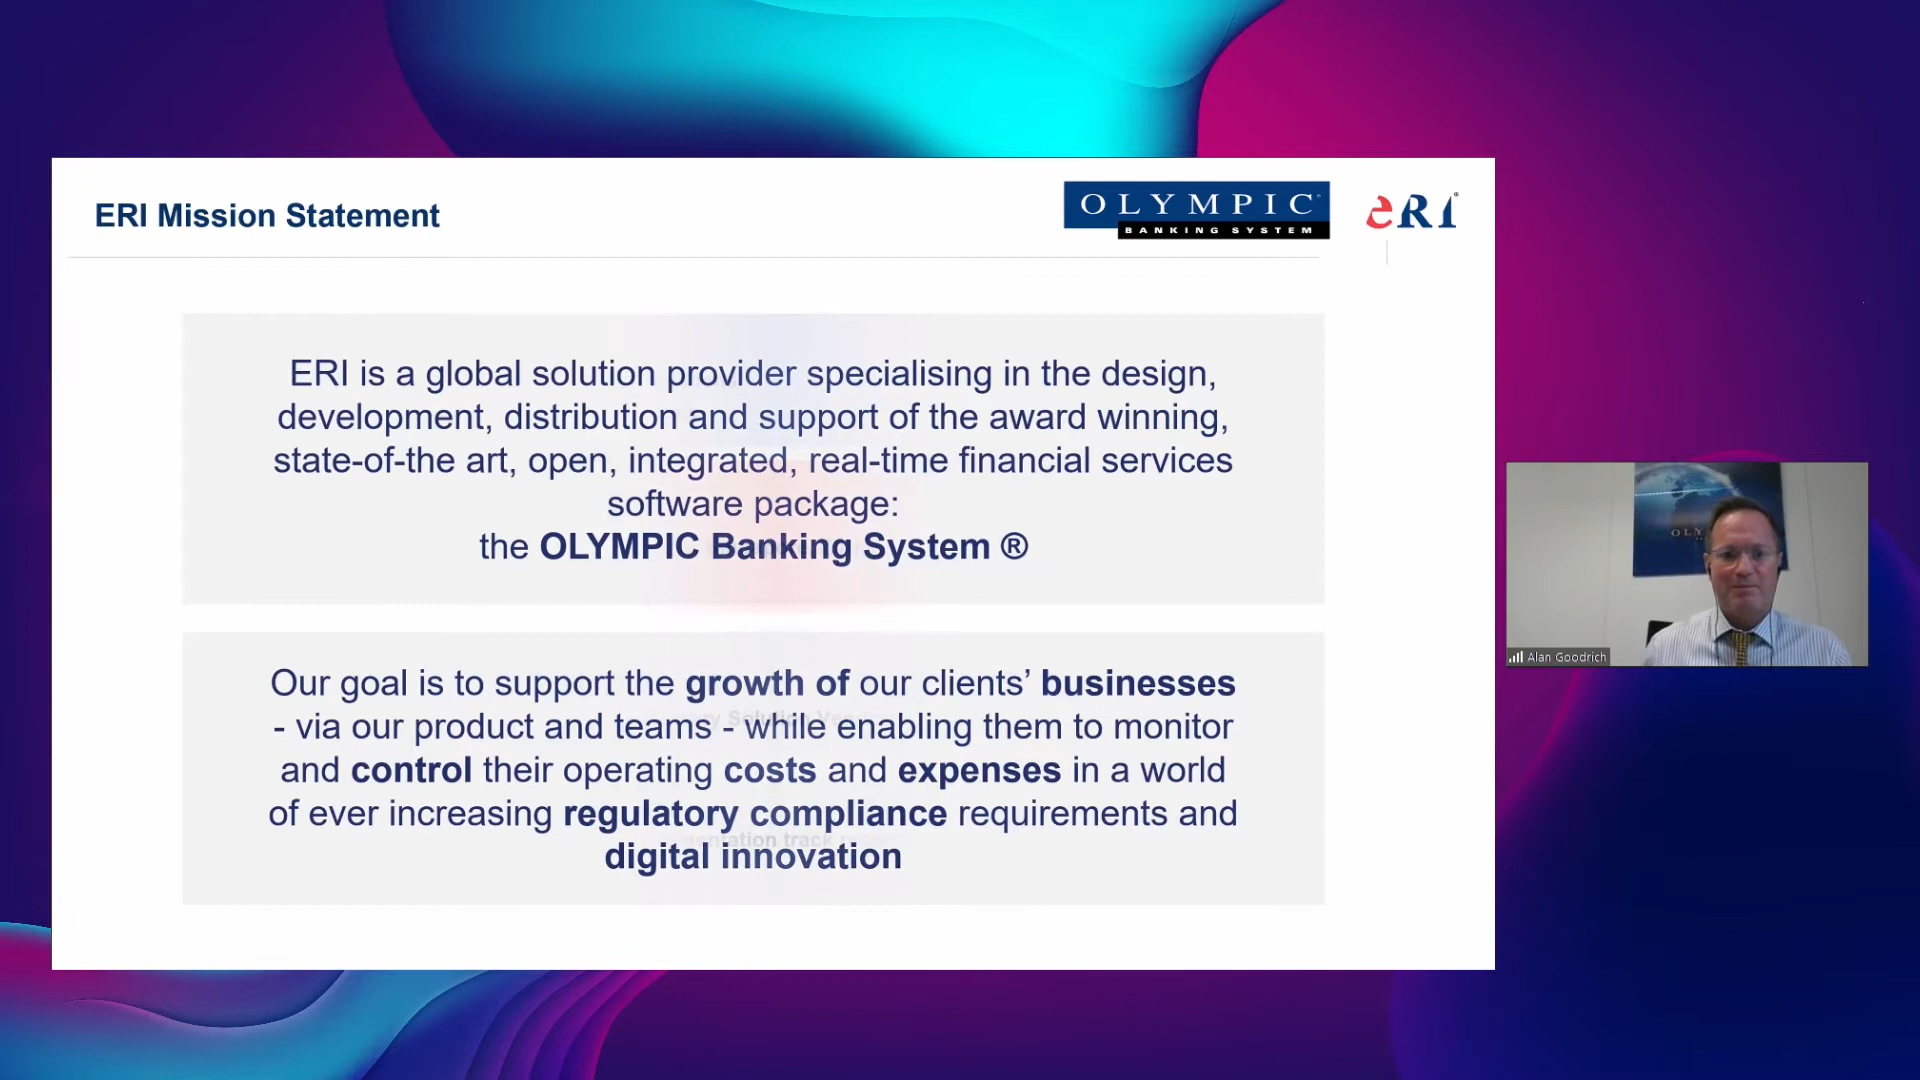 ERI Mission Statement
OLYMPIC
BANKING SYSTEM
eRI®
ERI is a global solution provider specialising in the design,
development, distribution and support of the award winning,
state-of-the art, open, integrated, real-time financial services
software package:
the OLYMPIC Banking System ®
Our goal is to support the growth of our clients’ businesses
- via our product and teams - while enabling them to monitor
and control their operating costs and expenses in a world
of ever increasing regulatory compliance requirements and
digital innovation
Alan Goodrich